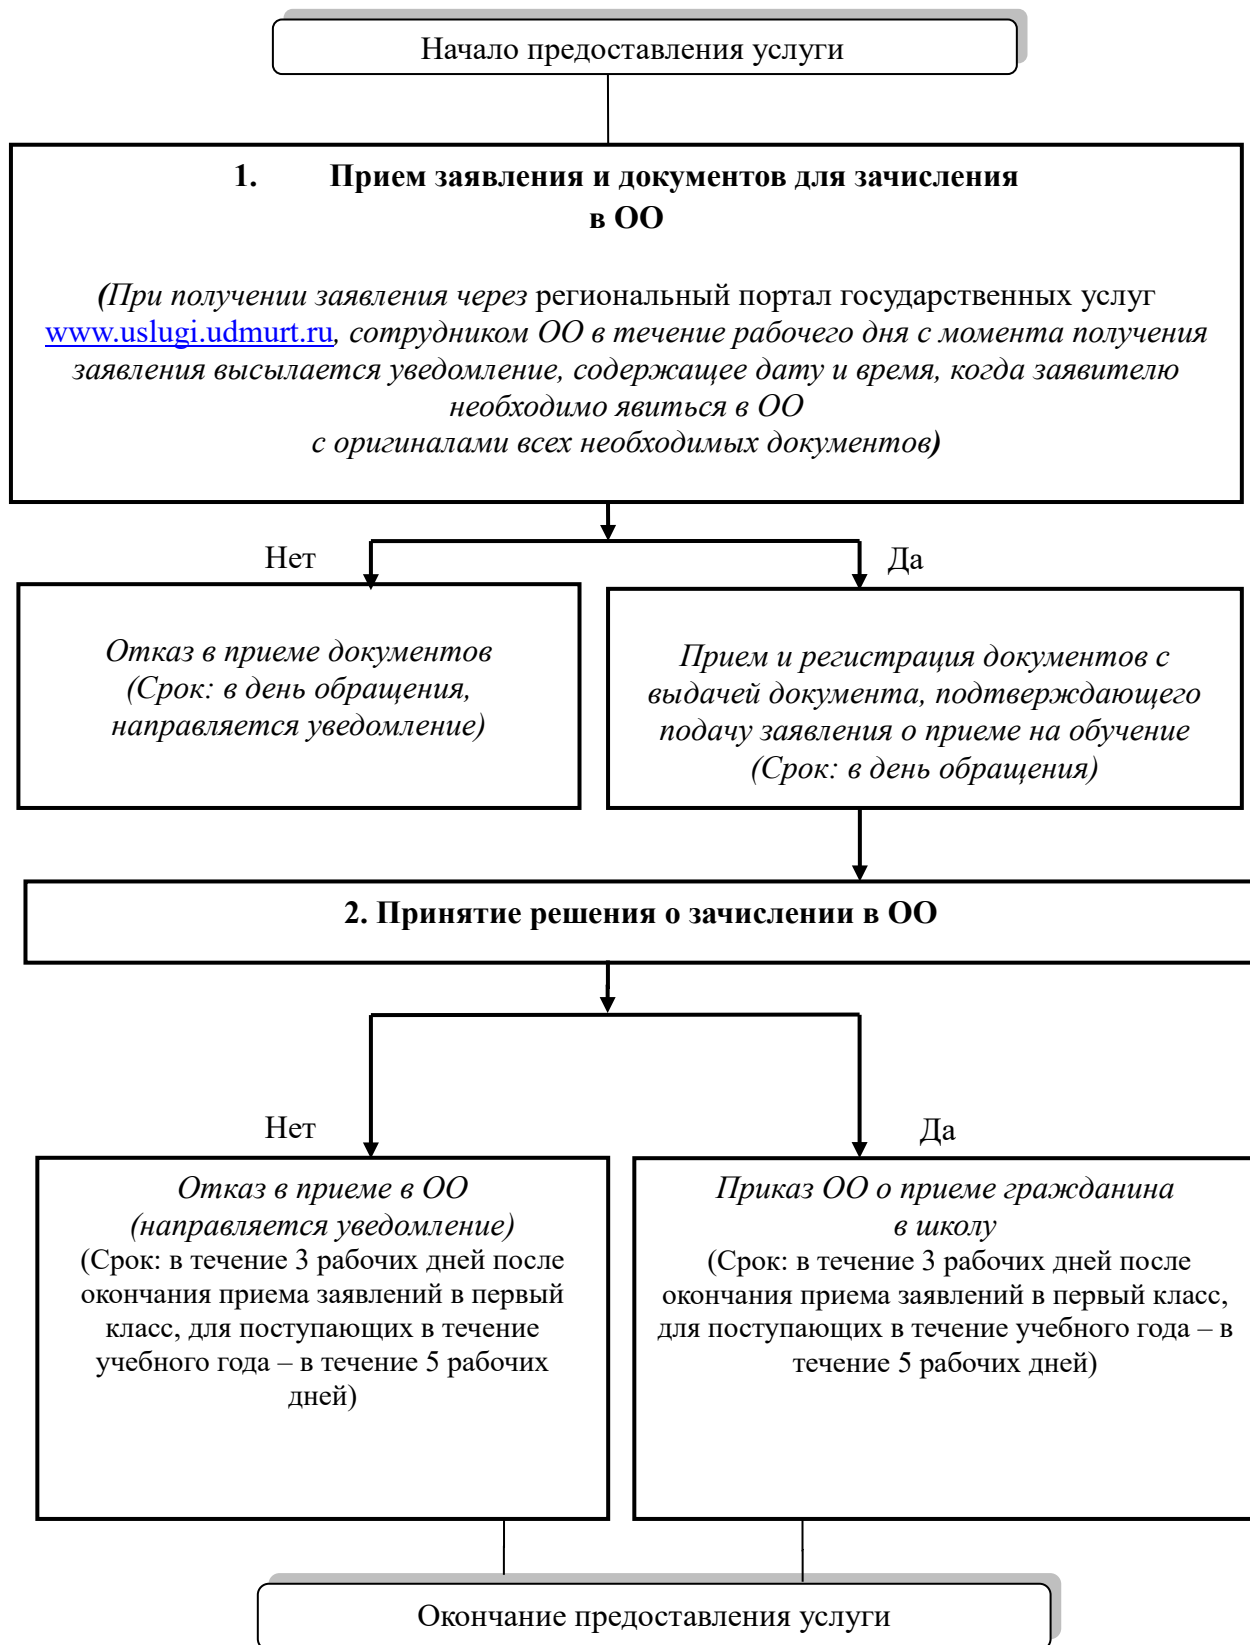 Начало предоставления услуги
1. Прием заявления и документов для зачисления
в ОО
(При получении заявления через региональный портал государственных услуг
www.uslugi.udmurt.ru, сотрудником ОО в течение рабочего дня с момента получения
заявления высылается уведомление, содержащее дату и время, когда заявителю
необходимо явиться в ОО
с оригиналами всех необходимых документов)
Нет
Да
Отказ в приеме документов
(Срок: в день обращения,
направляется уведомление)
Прием и регистрация документов с
выдачей документа, подтверждающего
подачу заявления о приеме на обучение
(Срок: в день обращения)
2. Принятие решения о зачислении в ОО
Нет
Да
Отказ в приеме в ОО
(направляется уведомление)
(Срок: в течение 3 рабочих дней после
окончания приема заявлений в первый
класс, для поступающих в течение
учебного года – в течение 5 рабочих
дней)
Приказ ОО о приеме гражданина
в школу
(Срок: в течение 3 рабочих дней после
окончания приема заявлений в первый класс,
для поступающих в течение учебного года – в
течение 5 рабочих дней)
Окончание предоставления услуги